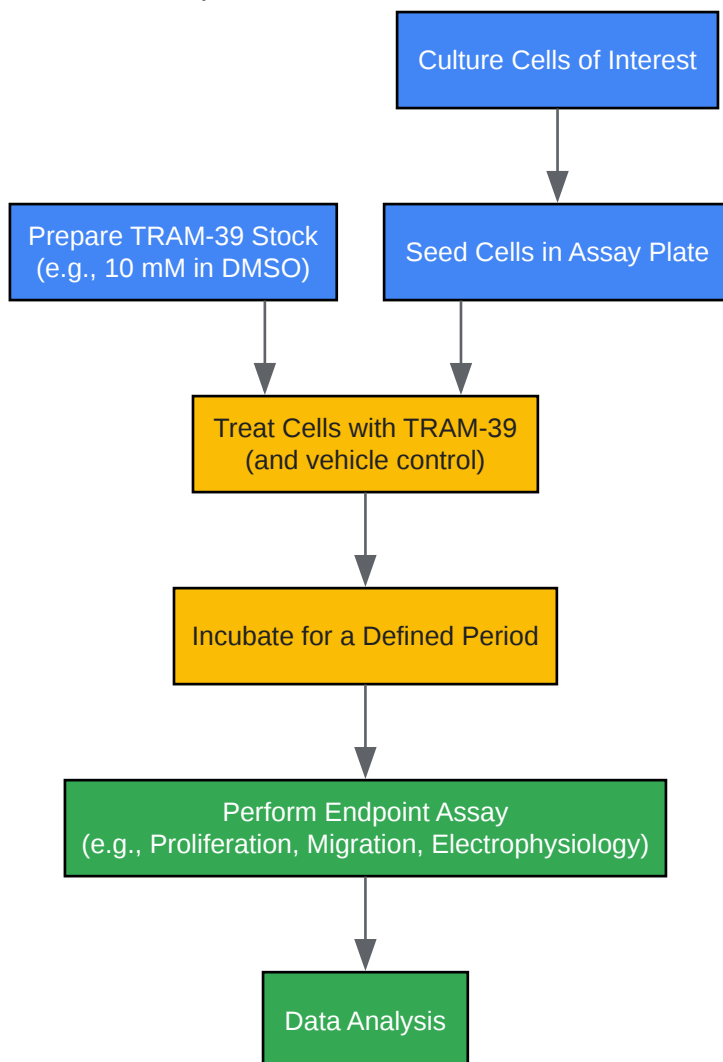 Culture Cells of Interest
Prepare TRAM-39 Stock
(e.g., 10 mM in DMSO)
Seed Cells in Assay Plate
Treat Cells with TRAM-39
(and vehicle control)
Incubate for a Defined Period
Perform Endpoint Assay
(e.g., Proliferation, Migration, Electrophysiology)
Data Analysis